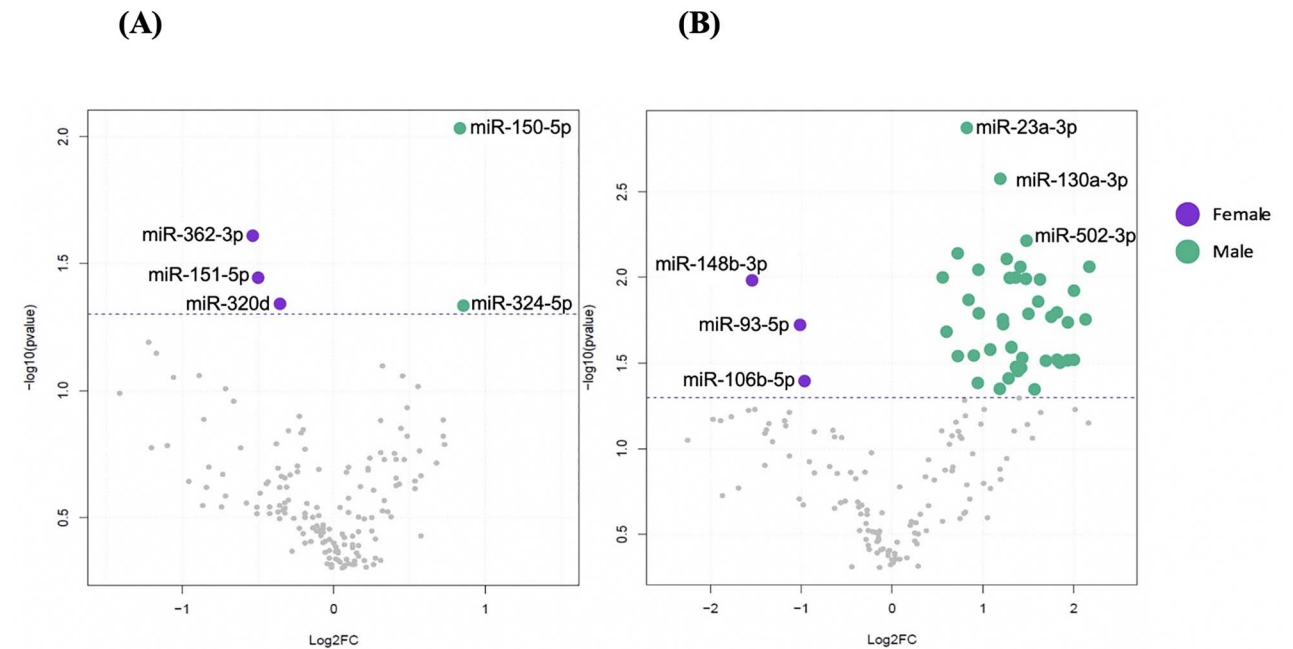 (A)
(B)
miR-150-5p
miR-362-3p
miR-151-5p
miR-320d
miR-324-5p
2.0
1.5
1.0
0.5
−log10(pvalue)
−1
0
1
Log2FC
miR-23a-3p
miR-130a-3p
miR-502-3p
miR-148b-3p
miR-93-5p
miR-106b-5p
2.5
2.0
1.5
1.0
0.5
−log10(pvalue)
−2
−1
0
1
2
Log2FC
Female
Male